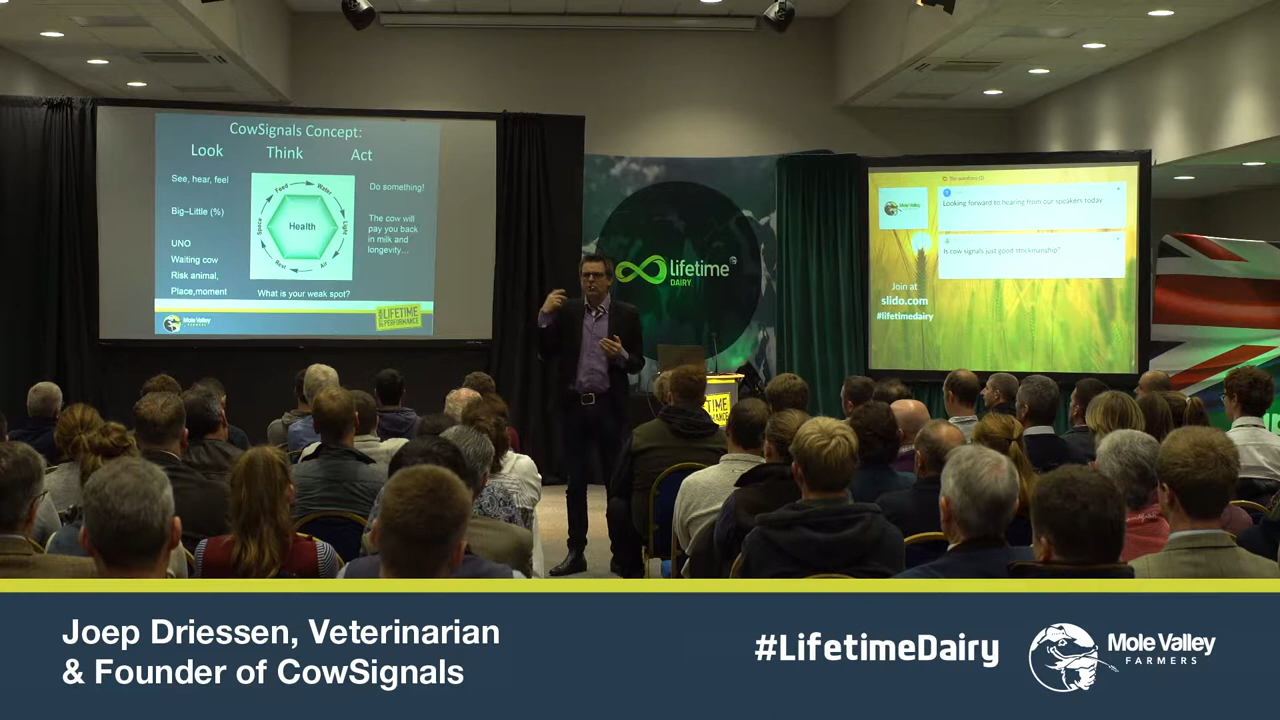 CowSignals Concept:
Look Think Act
See, hear, feel
Big–Little (%)
UNO
Waiting cow
Risk animal,
Place,moment
Feed
Water
Light
Air
Rest
Space
Health
What is your weak spot?
Do something!
The cow will
pay you back
in milk and
longevity...
Mole Valley
FARMERS
LIFETIME
PERFORMANCE
lifetime
DAIRY
TIME
Mole Valley
Looking forward to hearing from our speakers today
Is cow signals just good stockmanship?
Join at
slido.com
#lifetimedairy
Joep Driessen, Veterinarian
& Founder of CowSignals
#LifetimeDairy
Mole Valley
FARMERS